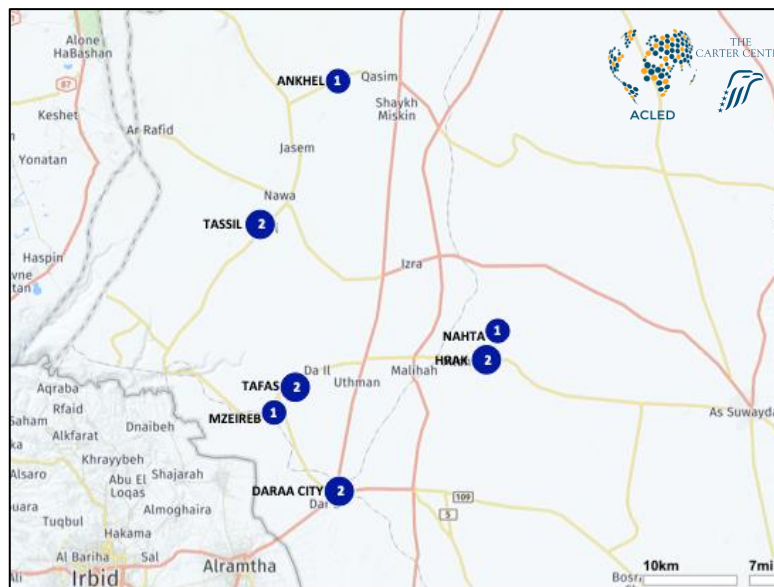 Alone
HaBashan
ANKHEL
1
Qasim
THE
CARTER CENT
ACLED
87
Keshet
Shaykh
Miskin
Ar Rafid
Yonatan
Jasem
Nawa
TASSIL
2
Haspin
Izra
NAHTA
1
HRAK
2
Da Il
Malihah
Uthman
TAFAS
2
MZEIREB
1
Aqraba
Rfaid
Saham
Dnaibeh
Alkfarat
As Suwayda
Khrayybeh
Alsaro
Abu El
Loqas
Shajarah
DARAA CITY
2
Almoghaira
109
5
Tuqbul
Hakama
Al Bariha
Sal
Irbid
Alramtha
10km
7mi